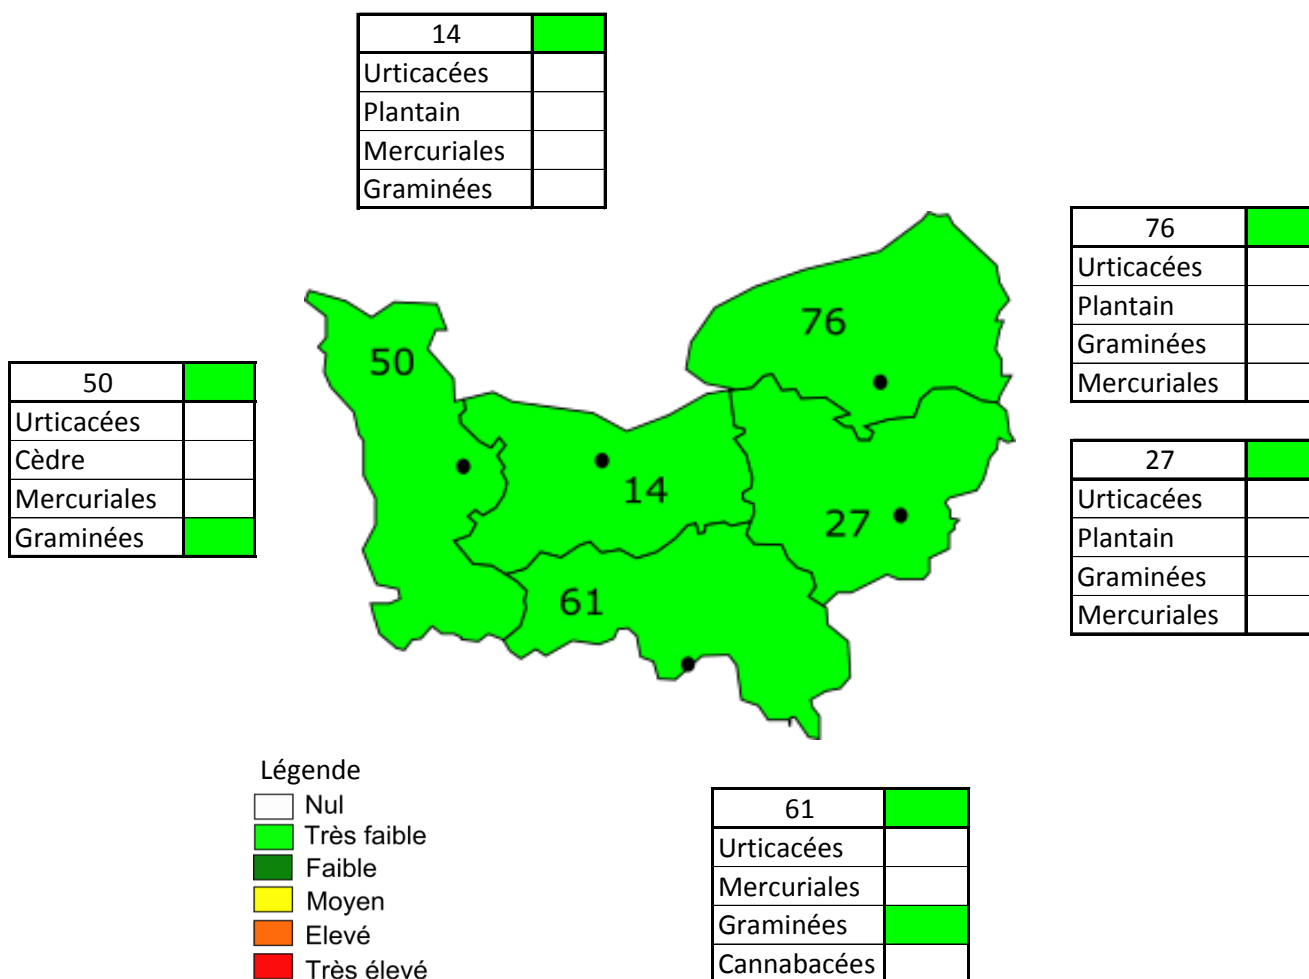 14
Urticacées
Plantain
Mercuriales
Graminées
76
Urticacées
Plantain
Graminées
Mercuriales
50
Urticacées
Cèdre
Mercuriales
Graminées
27
Urticacées
Plantain
Graminées
Mercuriales
76
50
14
27
61
Légende
Nul
Très faible
Faible
Moyen
Elevé
Très élevé
61
Urticacées
Mercuriales
Graminées
Cannabacées